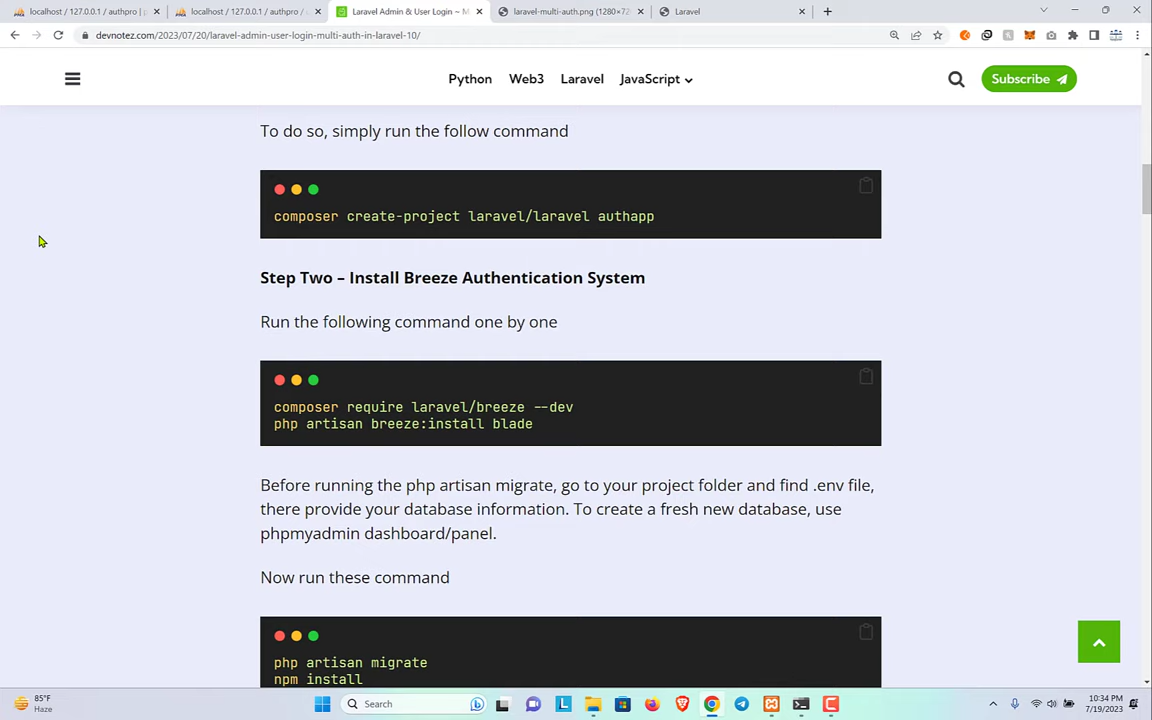 localhost / 127.0.0.1 / authpro | p
localhost / 127.0.0.1 / authpro /
Laravel Admin & User Login ~ M
laravel-multi-auth.png (1280×72
Laravel
devnotez.com/2023/07/20/laravel-admin-user-login-multi-auth-in-laravel-10/
Python Web3 Laravel JavaScript
Subscribe
To do so, simply run the follow command
composer create-project laravel/laravel authapp
Step Two – Install Breeze Authentication System
Run the following command one by one
composer require laravel/breeze --dev
php artisan breeze:install blade
Before running the php artisan migrate, go to your project folder and find .env file,
there provide your database information. To create a fresh new database, use
phpmyadmin dashboard/panel.
Now run these command
php artisan migrate
npm install
85°F
Haze
Search
10:34 PM
7/19/2023